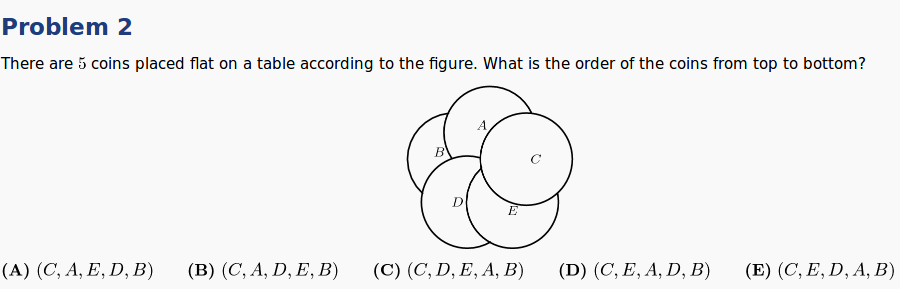 Problem 2
There are 5 coins placed flat on a table according to the figure. What is the order of the coins from top to bottom?
A
B
C
D
E
(A) (C, A, E, D, B) (B) (C, A, D, E, B) (C) (C, D, E, A, B) (D) (C, E, A, D, B) (E) (C, E, D, A, B)